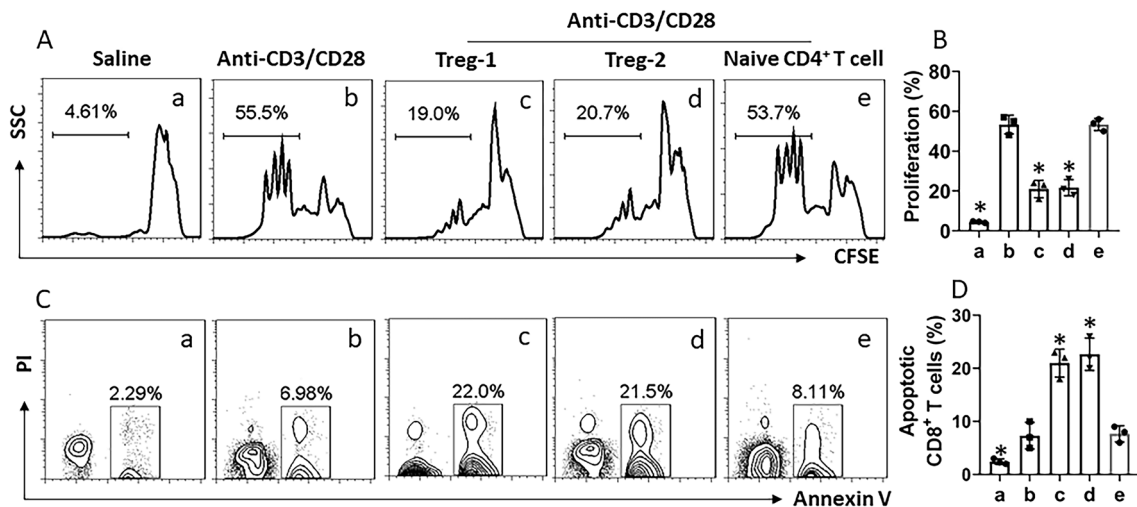 A
Anti-CD3/CD28
Saline
Anti-CD3/CD28
Treg-1
Treg-2
Naive CD4+ T cell
SSC
a
4.61%
b
55.5%
c
19.0%
d
20.7%
e
53.7%
CFSE
B
Proliferation (%)
80
60
40
20
0
*
*
*
a b c d e
C
PI
a
2.29%
b
6.98%
c
22.0%
d
21.5%
e
8.11%
Annexin V
D
Apoptotic
CD8+ T cells (%)
30
20
10
0
*
*
*
a b c d e